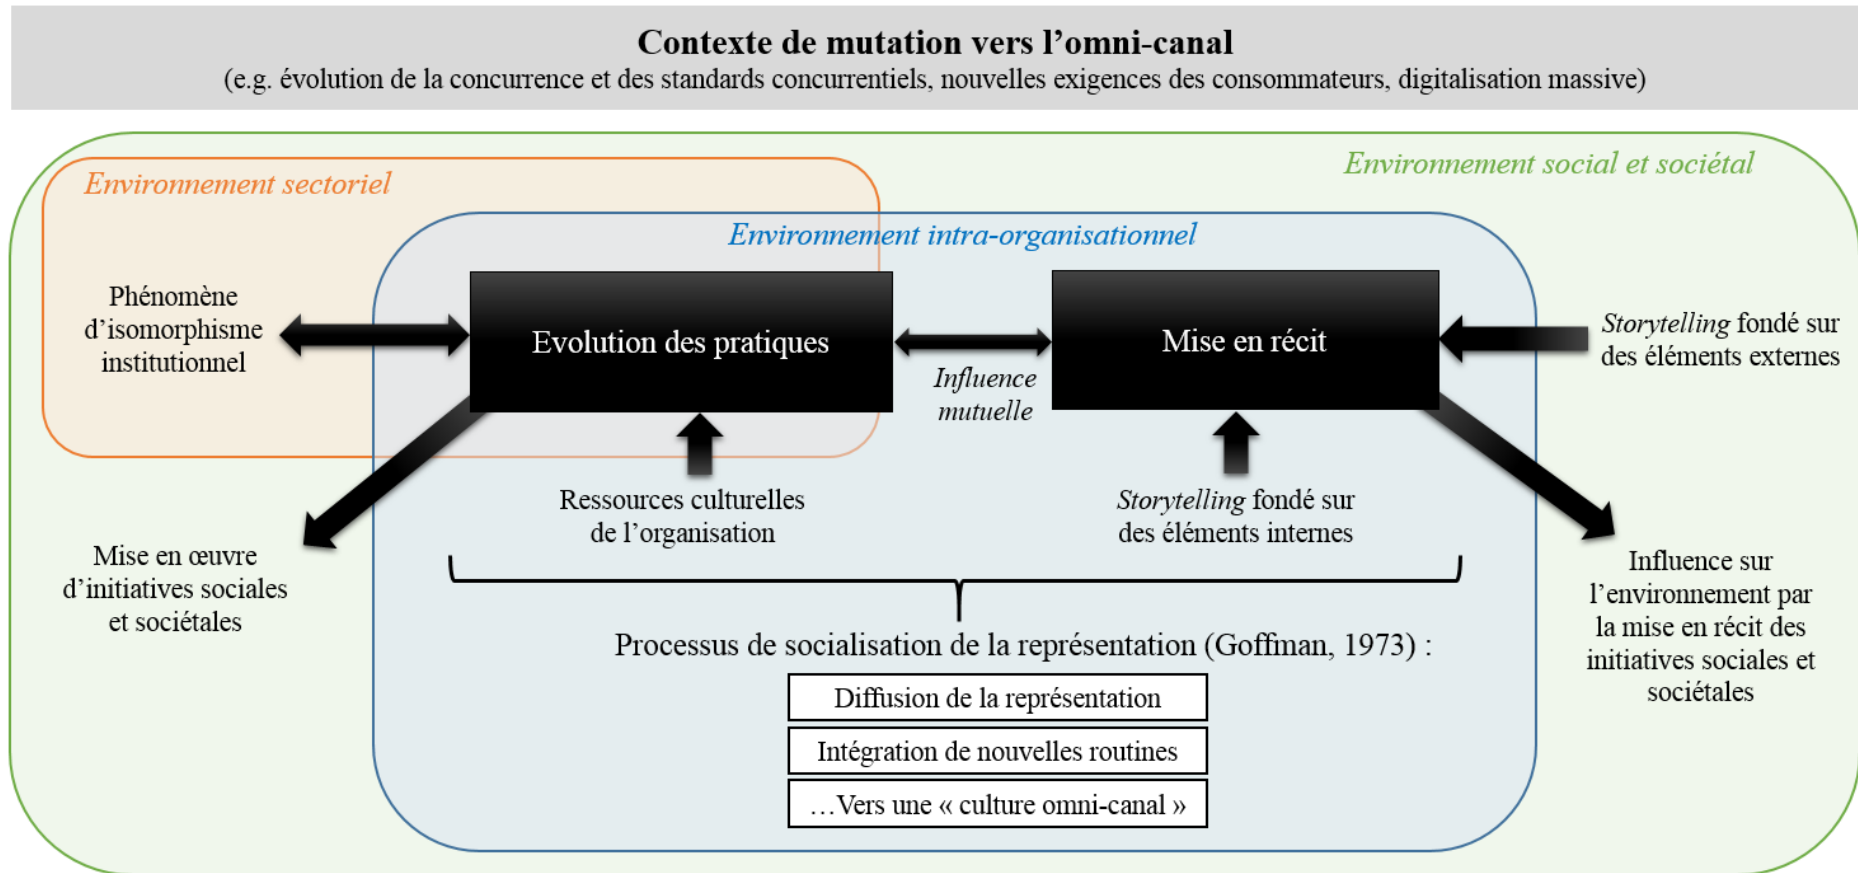 Contexte de mutation vers l’omni-canal
(e.g. évolution de la concurrence et des standards concurrentiels, nouvelles exigences des consommateurs, digitalisation massive)
Environnement social et sociétal
Environnement sectoriel
Environnement intra-organisationnel
Phénomène
d’isomorphisme
institutionnel
Evolution des pratiques
Influence
mutuelle
Mise en récit
Storytelling fondé sur
des éléments externes
Ressources culturelles
de l’organisation
Storytelling fondé sur
des éléments internes
Mise en œuvre
d’initiatives sociales
et sociétales
Influence sur
l’environnement par
la mise en récit des
initiatives sociales et
sociétales
Processus de socialisation de la représentation (Goffman, 1973) :
Diffusion de la représentation
Intégration de nouvelles routines
…Vers une « culture omni-canal »